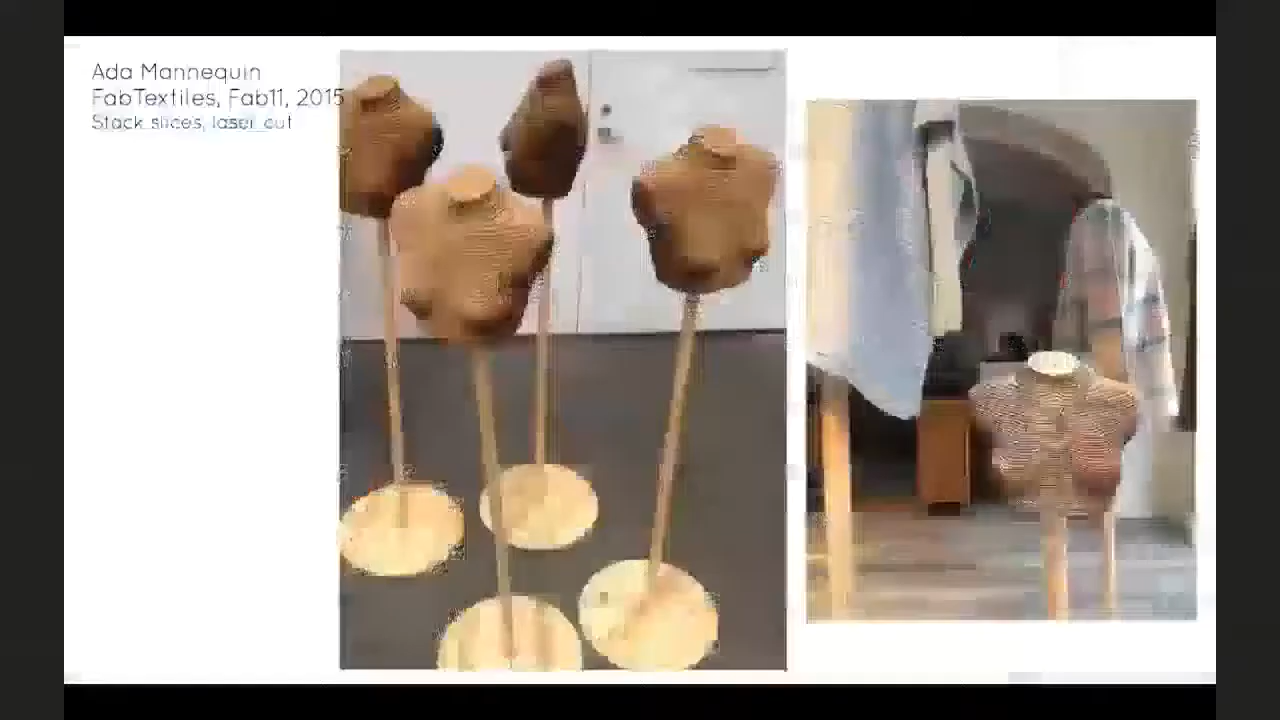 Ada Mannequin
FabTextiles, Fab11, 2015
Stack slices, laser cut